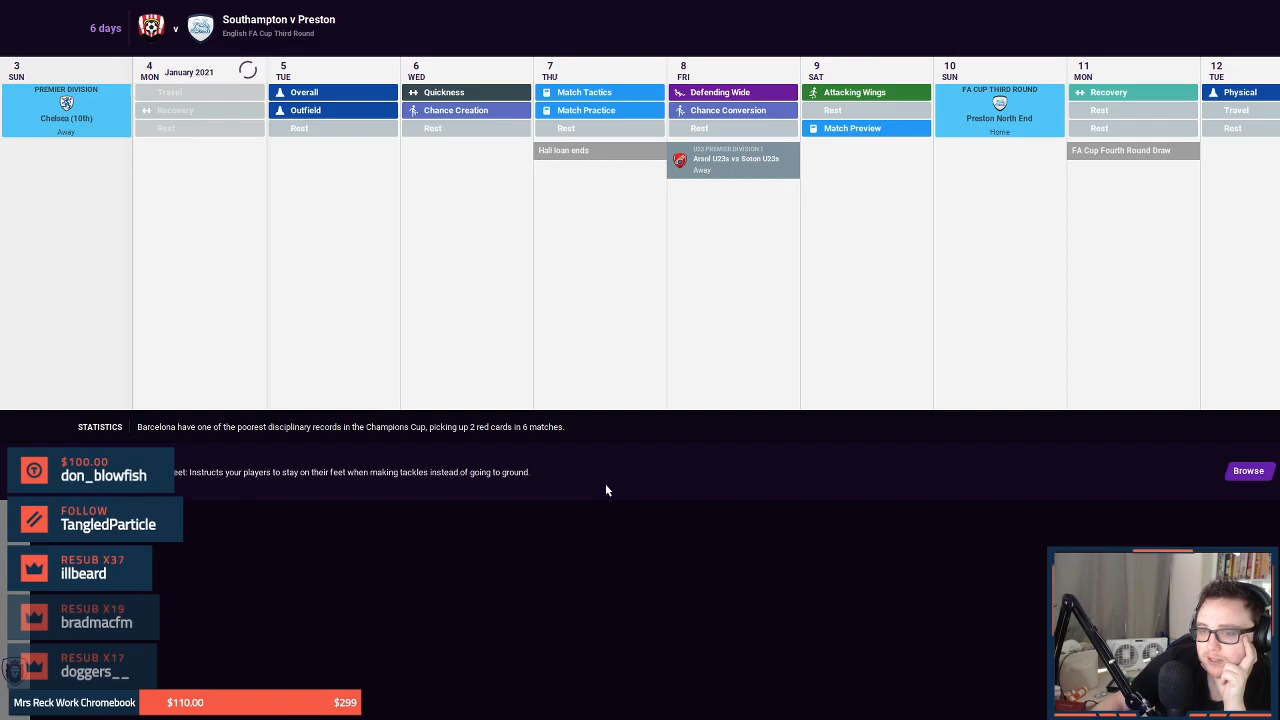 6 days
v
Southampton v Preston
English FA Cup Third Round
3
SUN
4
MON
January 2021
5
TUE
6
WED
7
THU
8
FRI
9
SAT
10
SUN
11
MON
12
TUE
PREMIER DIVISION
Chelsea (10th)
Away
Travel
Recovery
Rest
Overall
Outfield
Rest
Quickness
Chance Creation
Rest
Match Tactics
Match Practice
Rest
Hall loan ends
Defending Wide
Chance Conversion
Rest
U23 PREMIER DIVISION 1
Arsnl U23s vs Soton U23s
Away
Attacking Wings
Rest
Match Preview
FA CUP THIRD ROUND
Preston North End
Home
Recovery
Rest
Rest
FA Cup Fourth Round Draw
Physical
Travel
Rest
STATISTICS
Barcelona have one of the poorest disciplinary records in the Champions Cup, picking up 2 red cards in 6 matches.
eet: Instructs your players to stay on their feet when making tackles instead of going to ground.
Browse
$100.00
don_blowfish
FOLLOW
TangledParticle
RESUB X37
illbeard
RESUB X19
bradmacfm
RESUB X17
doggers__
Mrs Reck Work Chromebook
$110.00
$299